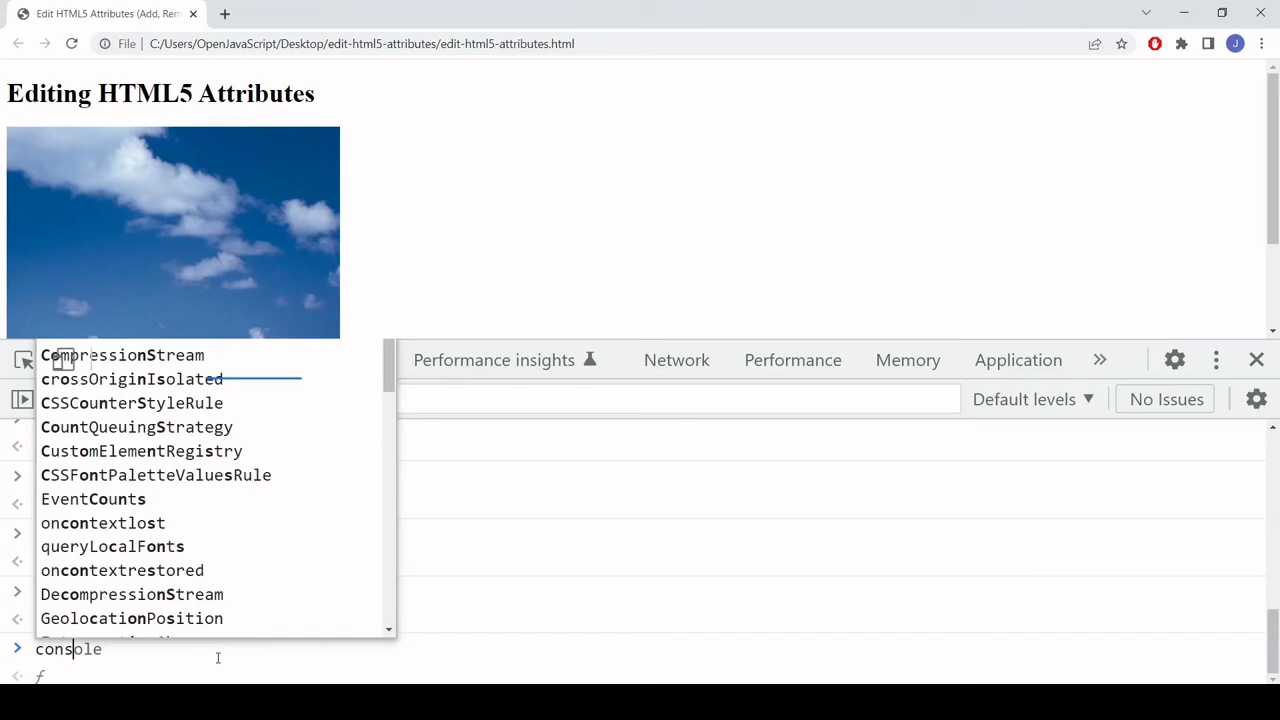 Edit HTML5 Attributes (Add, Rem
File
C:/Users/OpenJavaScript/Desktop/edit-html5-attributes/edit-html5-attributes.html
J
Editing HTML5 Attributes
Performance insights
Network
Performance
Memory
Application
Default levels
No Issues
CompressionStream
crossOriginIsolated
CSSCounterStyleRule
CountQueuingStrategy
CustomElementRegistry
CSSFontPaletteValuesRule
EventCounts
oncontextlost
queryLocalFonts
oncontextrestored
DecompressionStream
GeolocationPosition
console
f